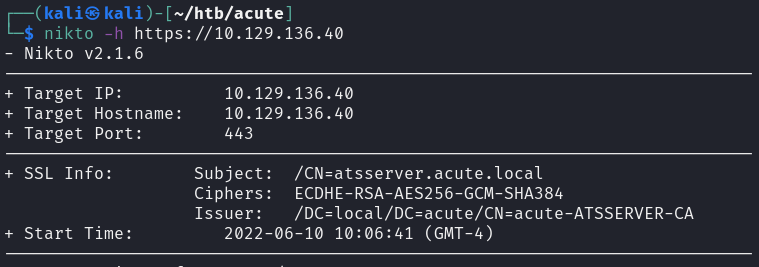 ┌──(kali㉿kali)-[~/htb/acute]
└─$ nikto -h https://10.129.136.40
- Nikto v2.1.6
+ Target IP: 10.129.136.40
+ Target Hostname: 10.129.136.40
+ Target Port: 443
+ SSL Info: Subject: /CN=atsserver.acute.local
Ciphers: ECDHE-RSA-AES256-GCM-SHA384
Issuer: /DC=local/DC=acute/CN=acute-ATSSERVER-CA
+ Start Time: 2022-06-10 10:06:41 (GMT-4)